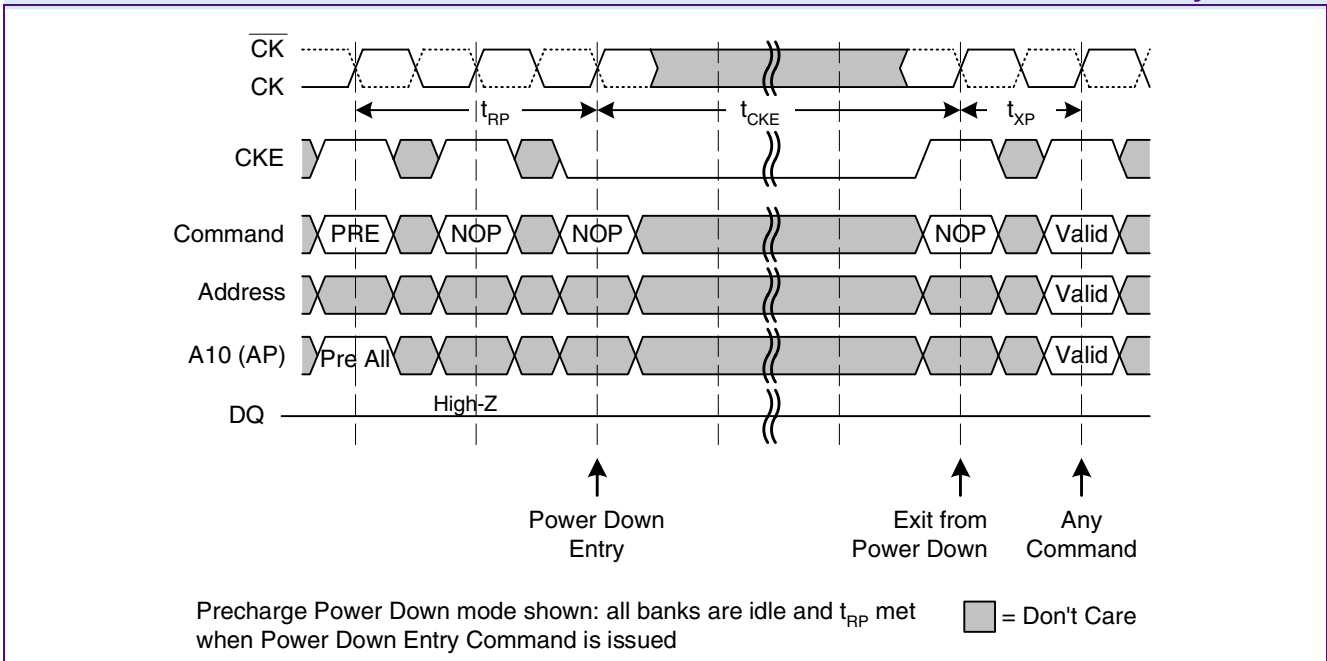 CK
CK
tRP
tCKE
tXP
CKE
Command
PRE
NOP
NOP
NOP
Valid
Address
Valid
A10 (AP)
Pre All
Valid
High-Z
DQ
Power Down
Entry
Exit from
Power Down
Any
Command
Precharge Power Down mode shown: all banks are idle and tRP met
when Power Down Entry Command is issued
= Don't Care